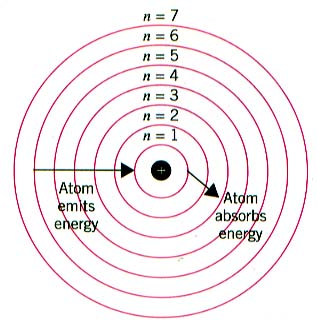 n = 7
n = 6
n = 5
n = 4
n = 3
n = 2
n = 1
+
Atom
emits
energy
Atom
absorbs
energy